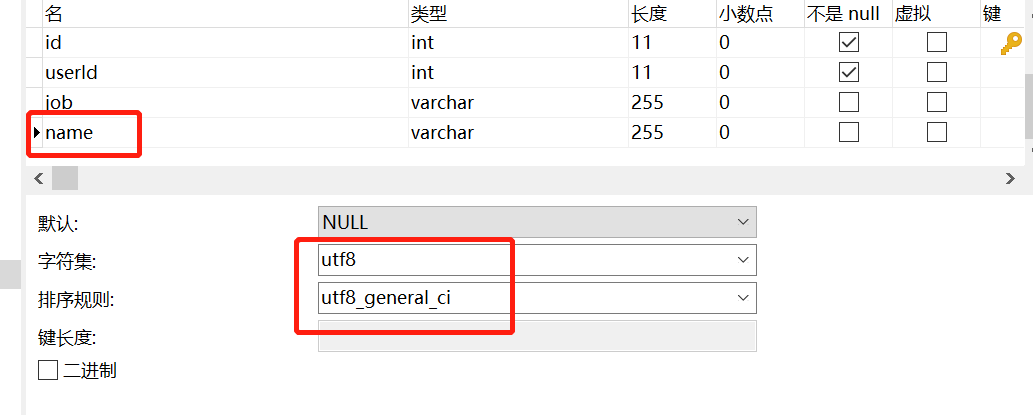 名 类型 长度 小数点 不是 null 虚拟 键
id int 11 0
userId int 11 0
job varchar 255 0
name varchar 255 0
默认: NULL
字符集: utf8
排序规则: utf8_general_ci
键长度:
二进制